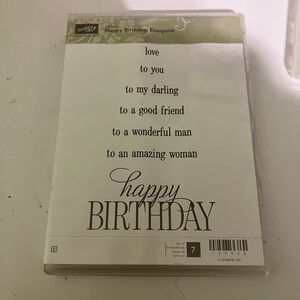 Happy Birthday, Everyone
love
to you
to my darling
to a good friend
to a wonderful man
to an amazing woman
happy
BIRTHDAY
7